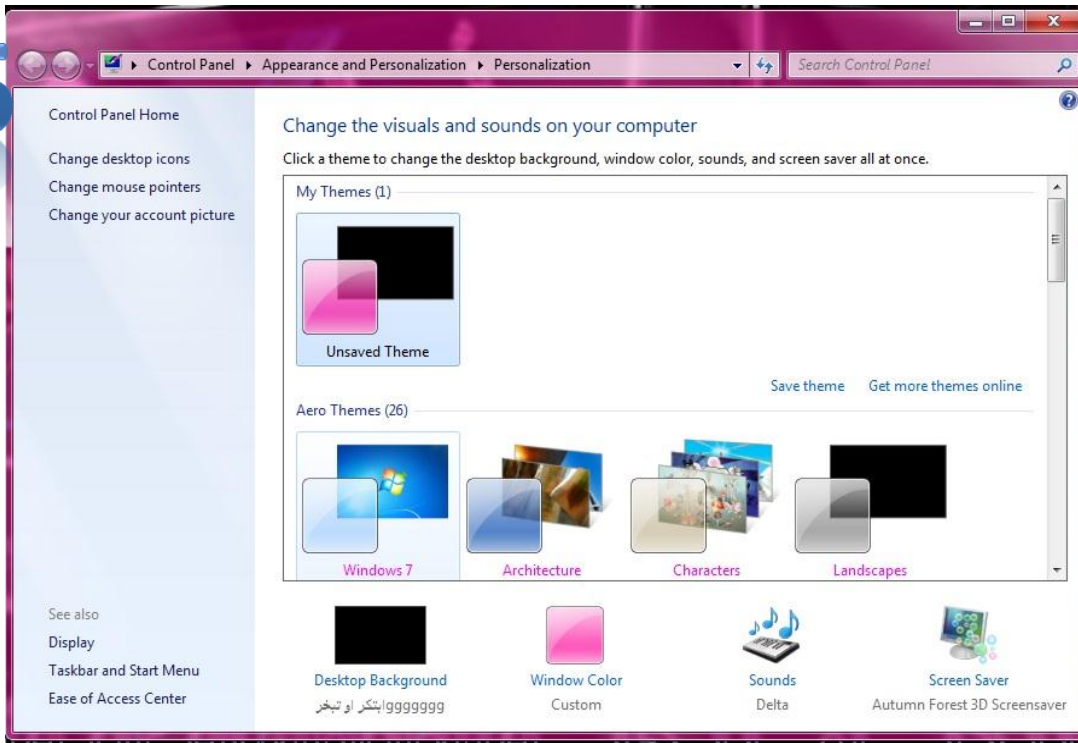 Control Panel ▸ Appearance and Personalization ▸ Personalization
Search Control Panel
Control Panel Home
Change desktop icons
Change mouse pointers
Change your account picture
Change the visuals and sounds on your computer
Click a theme to change the desktop background, window color, sounds, and screen saver all at once.
My Themes (1)
Unsaved Theme
Save theme Get more themes online
Aero Themes (26)
Windows 7 Architecture Characters Landscapes
See also
Display
Taskbar and Start Menu
Ease of Access Center
Desktop Background
gggggggابتكر او تبخر
Window Color
Custom
Sounds
Delta
Screen Saver
Autumn Forest 3D Screensaver